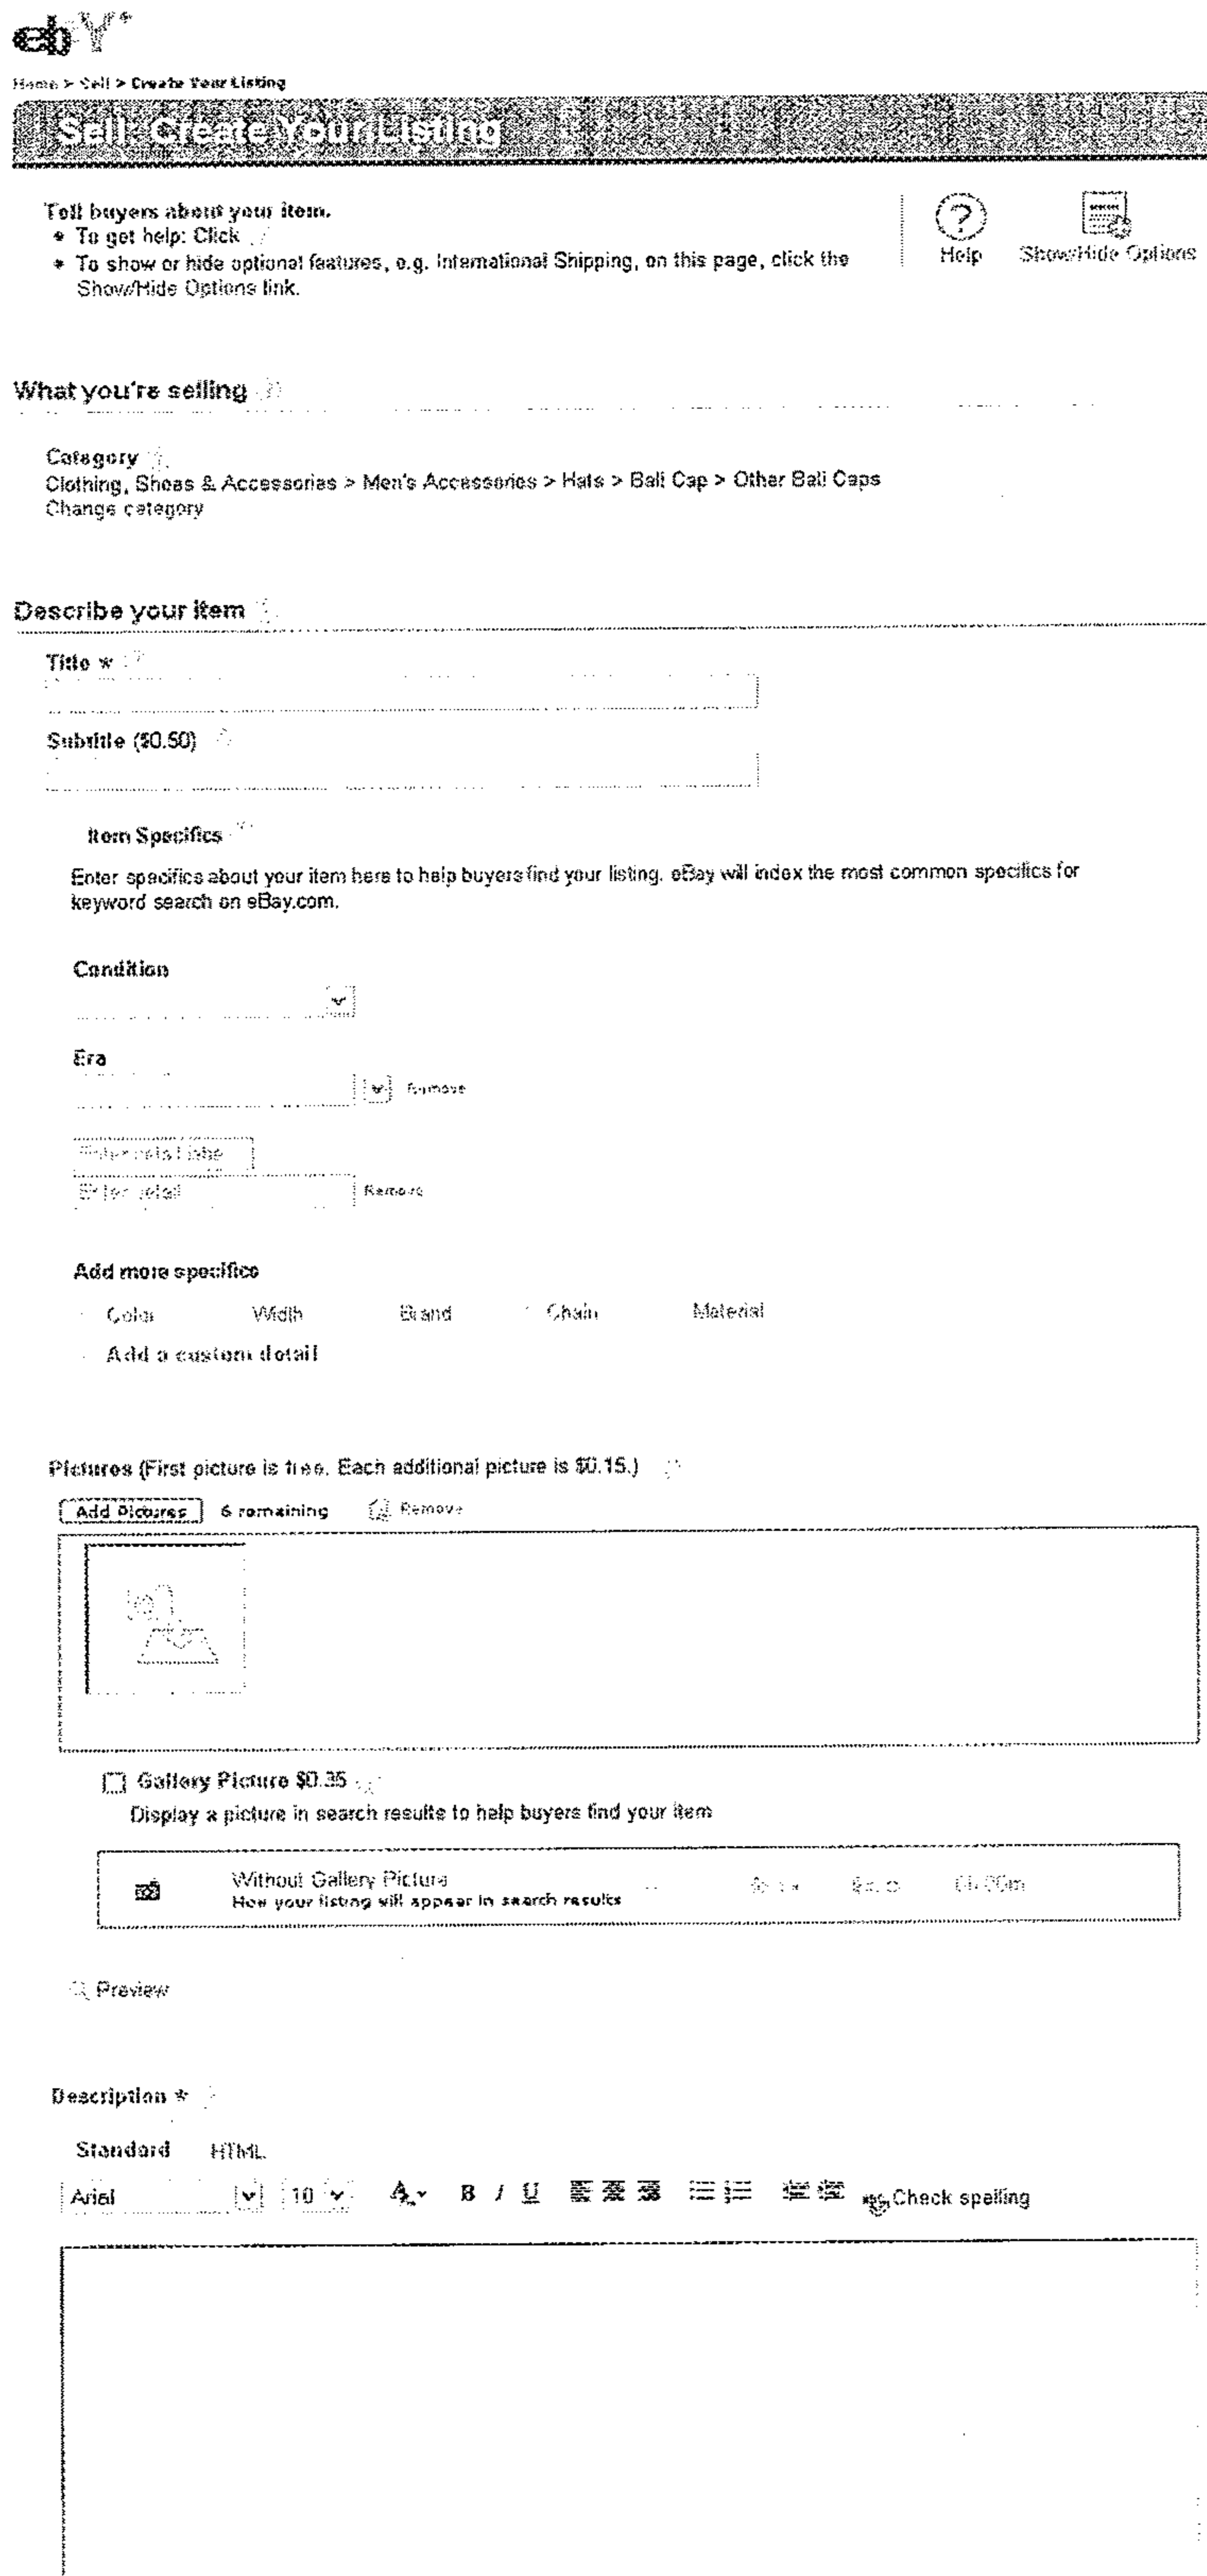 Home > Sell > Create Your Listing
Sell: Create Your Listing
Tell buyers about your item.
To get help: Click
To show or hide optional features, e.g. International Shipping, on this page, click the
Show/Hide Options link.
Help
Show/Hide Options
What you're selling
Category
Clothing, Shoes & Accessories > Men's Accessories > Hats > Ball Cap > Other Ball Caps
Change category
Describe your item
Title *
Subtitle ($0.50)
Item Specifics
Enter specifics about your item here to help buyers find your listing. eBay will index the most common specifics for
keyword search on eBay.com.
Condition
Era
Remove
Enter detail
Remove
Add more specifics
Color Width Brand Chain Material
Add a custom detail
Pictures (First picture is free. Each additional picture is $0.15.)
Add Pictures 6 remaining Remove
Gallery Picture $0.35
Display a picture in search results to help buyers find your item
Without Gallery Picture
How your listing will appear in search results
Preview
Description *
Standard HTML
Arial 10 A B I U Check spelling